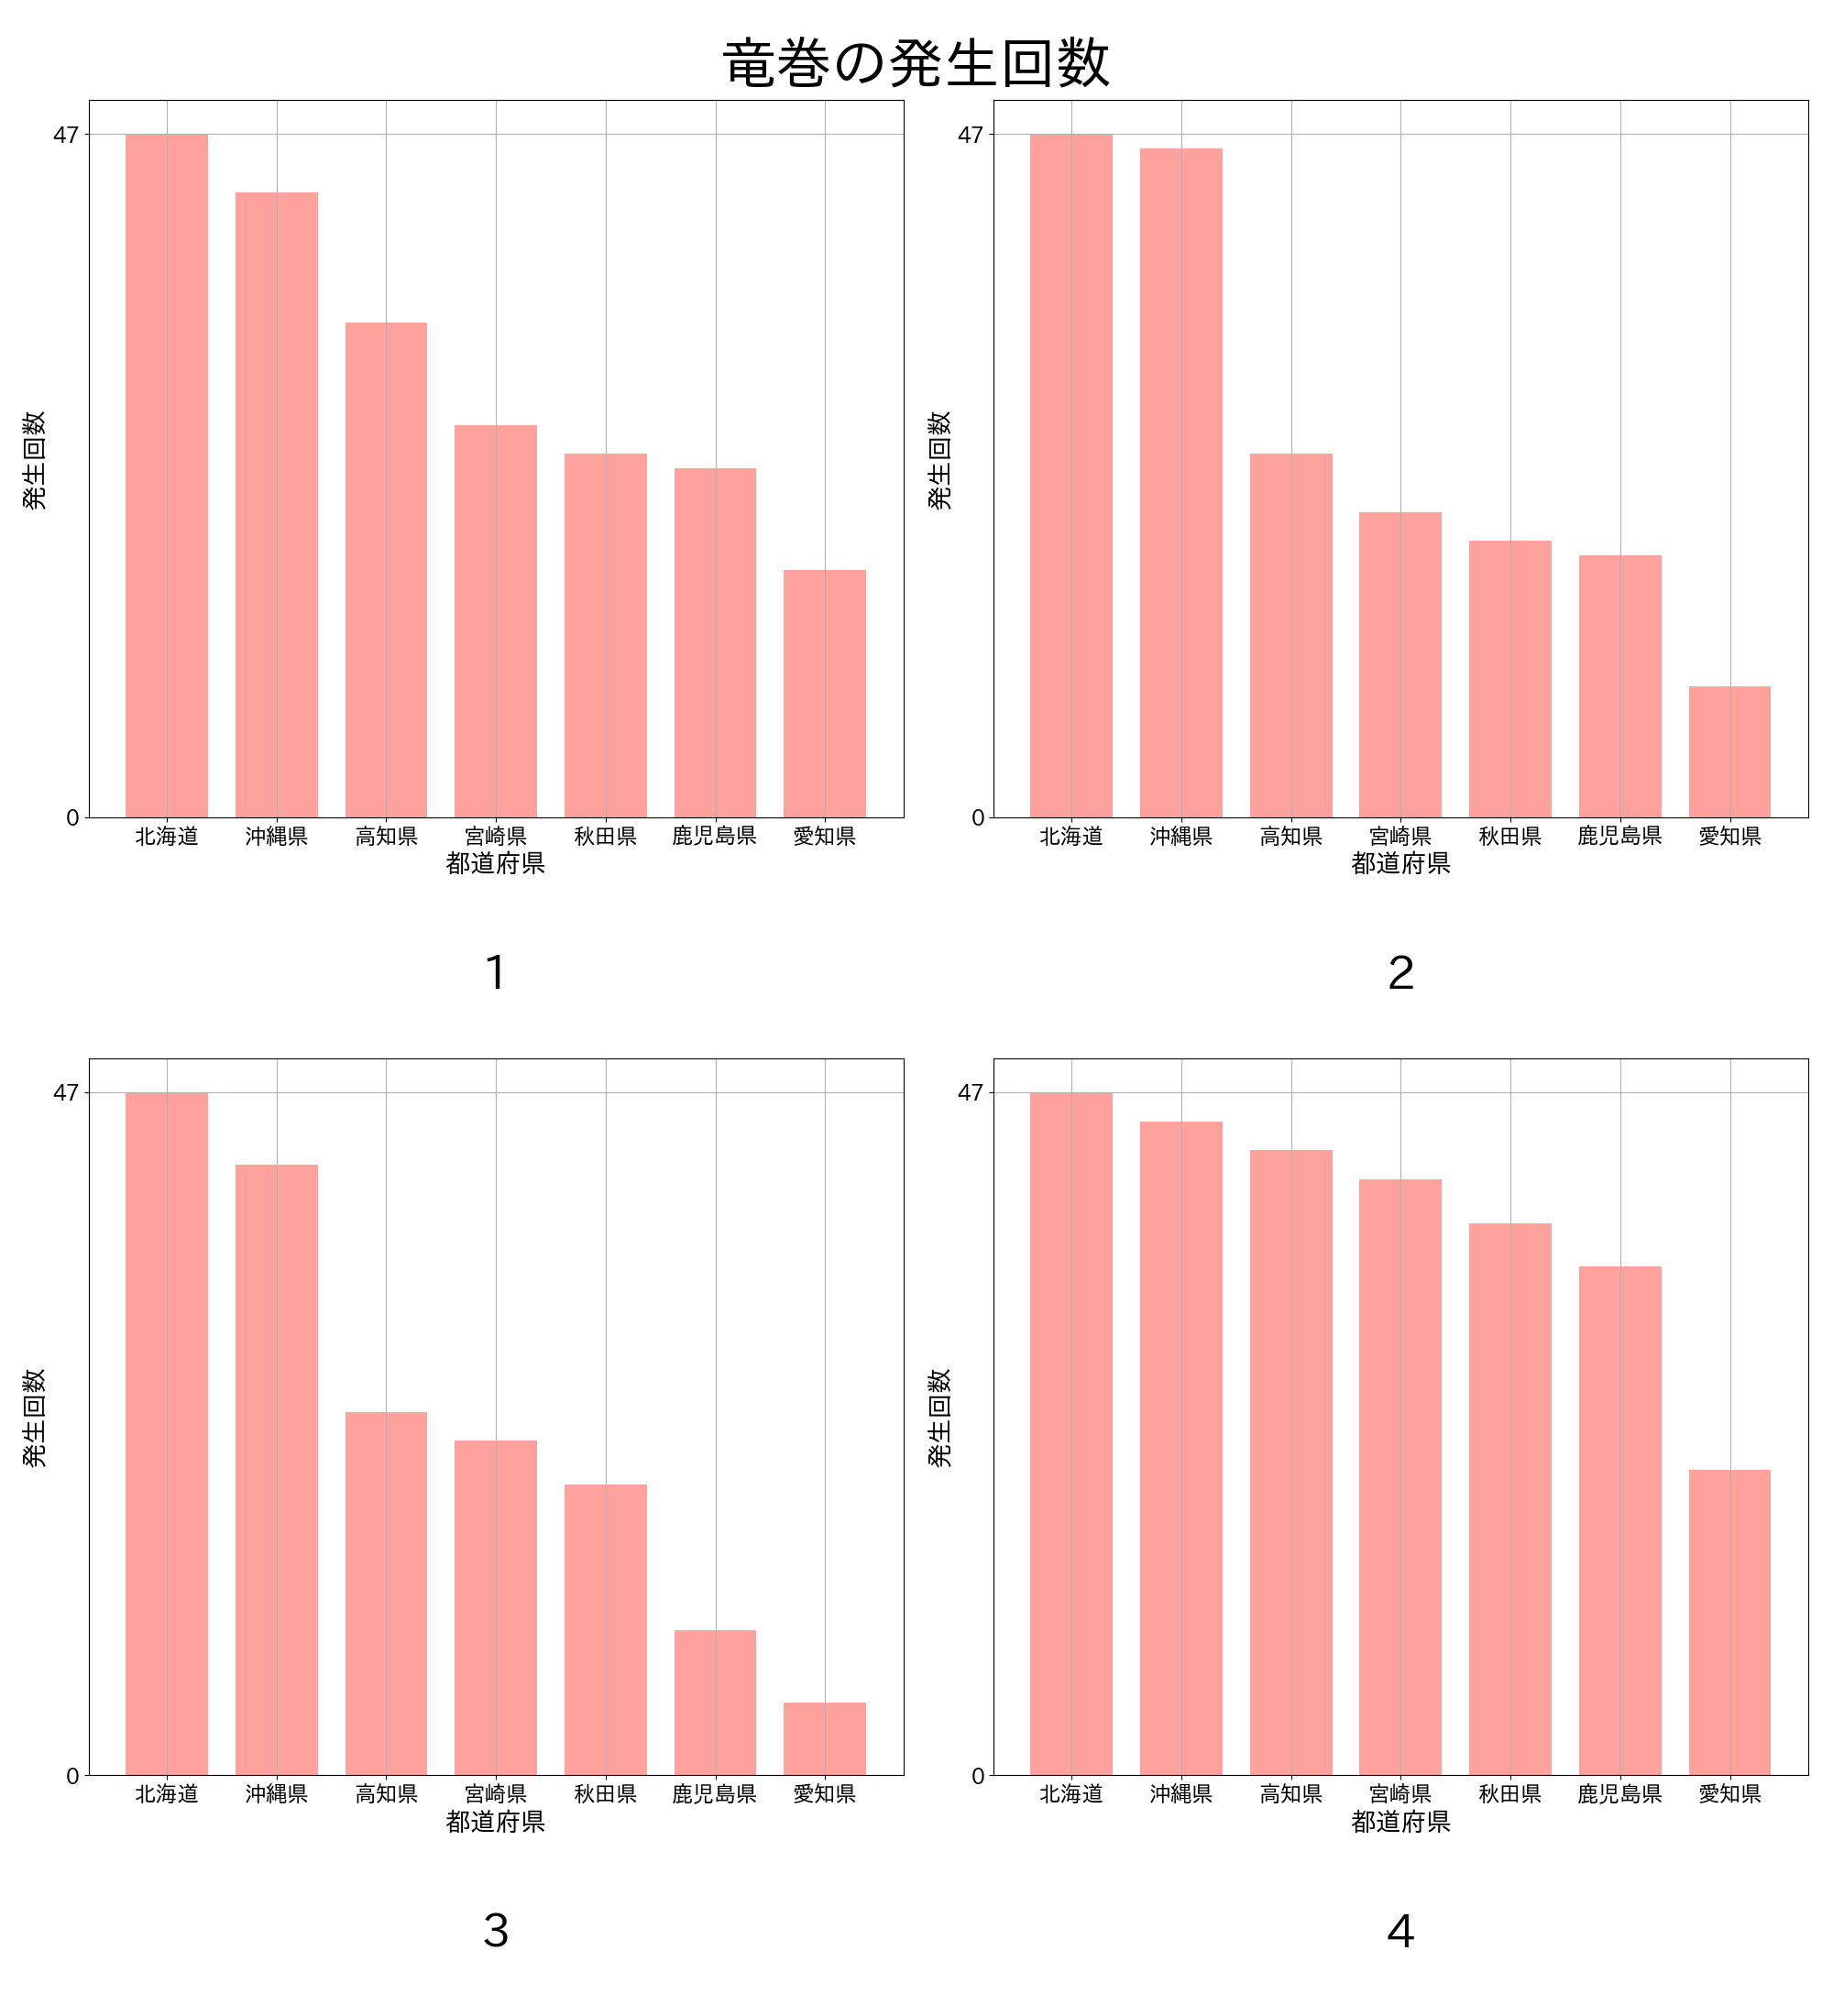 竜巻の発生回数
47
0
発生回数
北海道 沖縄県 高知県 宮崎県 秋田県 鹿児島県 愛知県
都道府県
1
47
0
発生回数
北海道 沖縄県 高知県 宮崎県 秋田県 鹿児島県 愛知県
都道府県
2
47
0
発生回数
北海道 沖縄県 高知県 宮崎県 秋田県 鹿児島県 愛知県
都道府県
3
47
0
発生回数
北海道 沖縄県 高知県 宮崎県 秋田県 鹿児島県 愛知県
都道府県
4